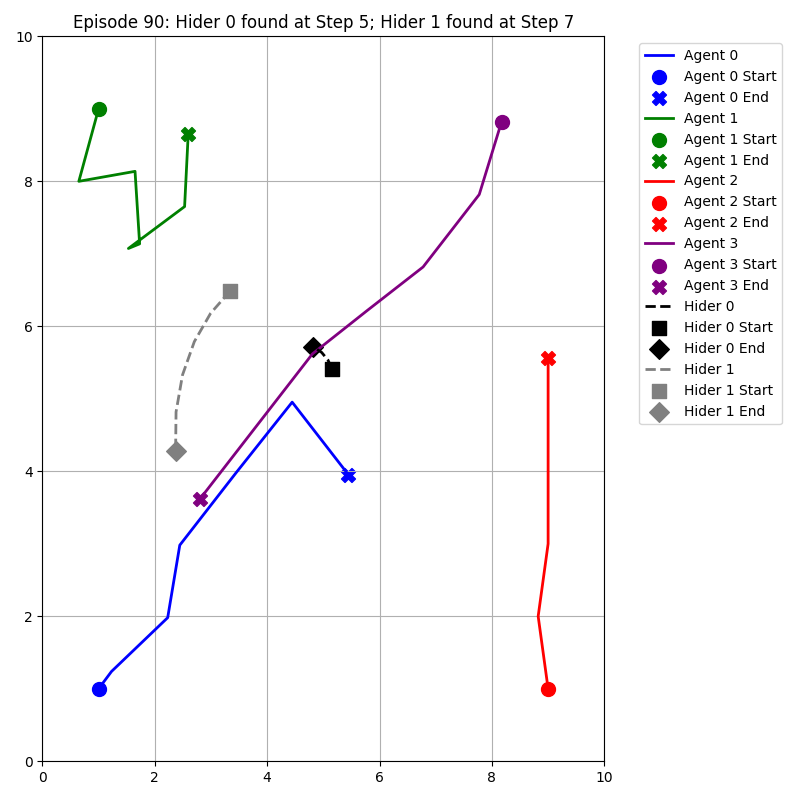 Episode 90: Hider 0 found at Step 5; Hider 1 found at Step 7
10
8
6
4
2
0
0 2 4 6 8 10
Agent 0
Agent 0 Start
Agent 0 End
Agent 1
Agent 1 Start
Agent 1 End
Agent 2
Agent 2 Start
Agent 2 End
Agent 3
Agent 3 Start
Agent 3 End
Hider 0
Hider 0 Start
Hider 0 End
Hider 1
Hider 1 Start
Hider 1 End